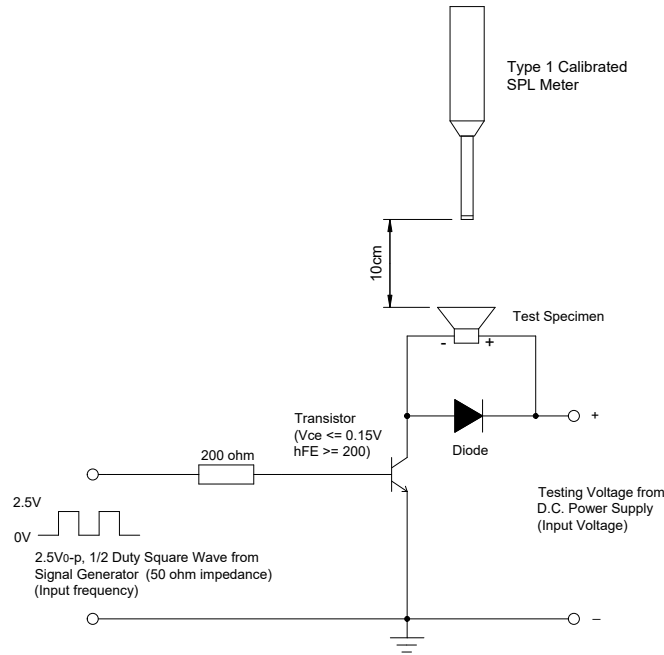 Type 1 Calibrated
SPL Meter
10cm
Test Specimen
- +
Transistor
(Vce <= 0.15V
hFE >= 200)
Diode
+
200 ohm
2.5V
0V
2.5V0-p, 1/2 Duty Square Wave from
Signal Generator (50 ohm impedance)
(Input frequency)
Testing Voltage from
D.C. Power Supply
(Input Voltage)
–